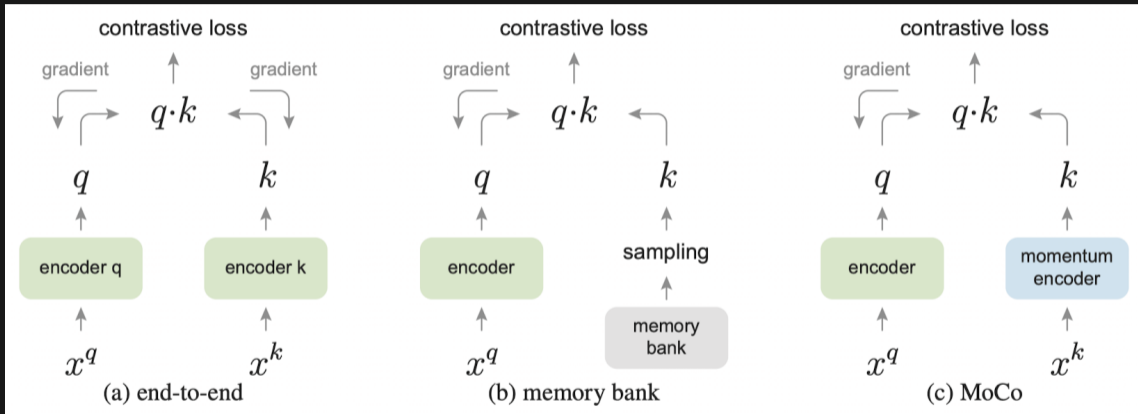 contrastive loss
gradient
gradient
q·k
q
k
encoder q
encoder k
x^q
x^k
(a) end-to-end
contrastive loss
gradient
q·k
q
k
encoder
sampling
memory
bank
x^q
(b) memory bank
contrastive loss
gradient
q·k
q
k
encoder
momentum
encoder
x^q
x^k
(c) MoCo